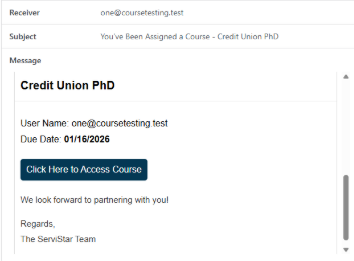 Receiver one@coursetesting.test
Subject You've Been Assigned a Course - Credit Union PhD
Message
Credit Union PhD
User Name: one@coursetesting.test
Due Date: 01/16/2026
Click Here to Access Course
We look forward to partnering with you!
Regards,
The ServiStar Team